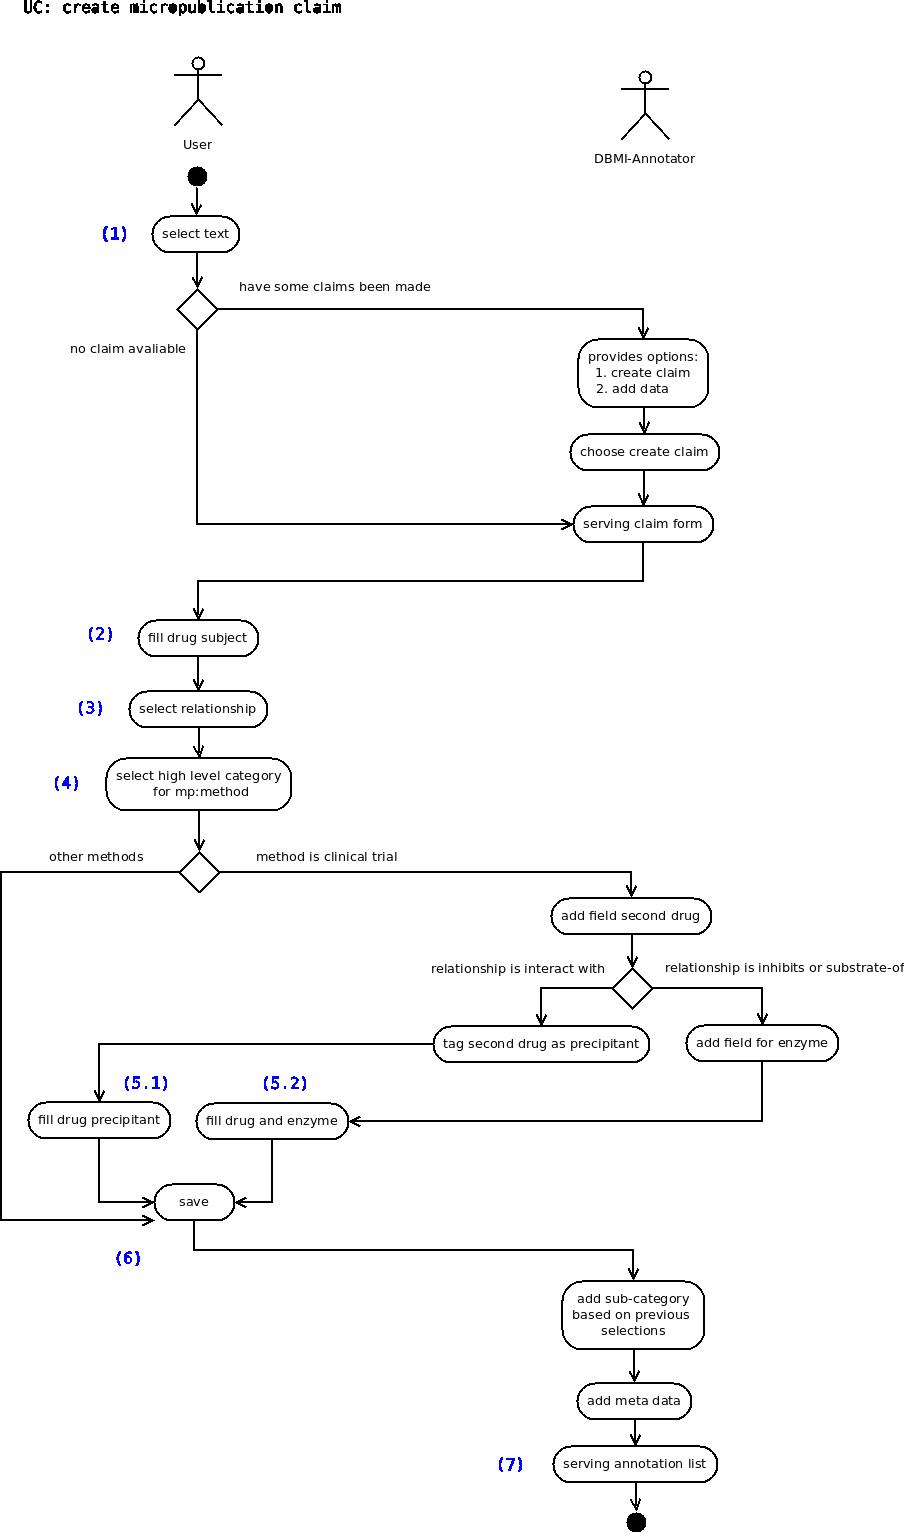 UC: create micropublication claim
User
DBMI-Annotator
(1)
select text
have some claims been made
no claim avaliable
provides options:
1. create claim
2. add data
choose create claim
serving claim form
(2)
fill drug subject
(3)
select relationship
(4)
select high level category
for mp:method
other methods
method is clinical trial
add field second drug
relationship is interact with
relationship is inhibits or substrate-of
tag second drug as precipitant
add field for enzyme
(5.1)
(5.2)
fill drug precipitant
fill drug and enzyme
save
(6)
add sub-category
based on previous
selections
add meta data
(7)
serving annotation list